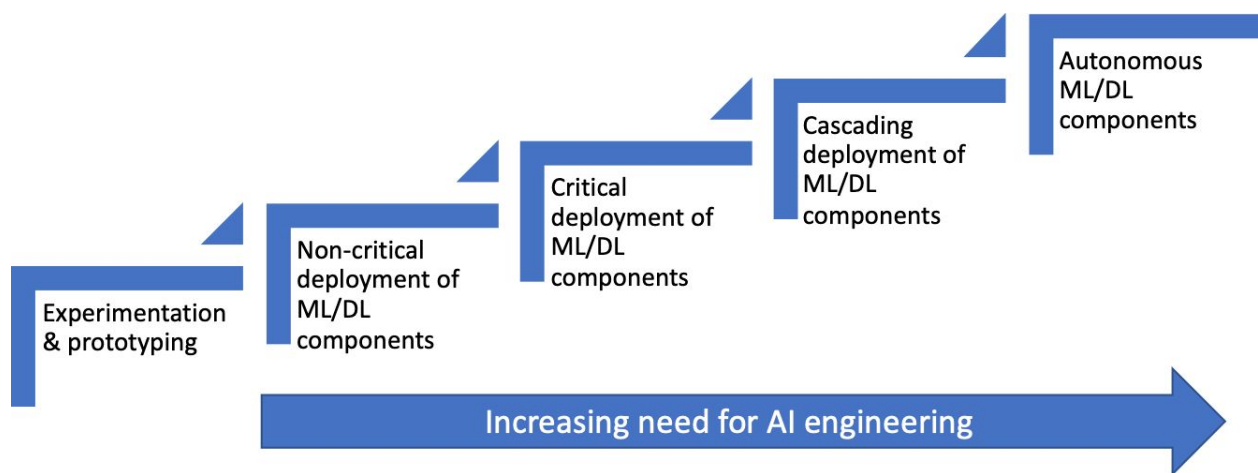 Experimentation
& prototyping
Non-critical
deployment of
ML/DL
components
Critical
deployment of
ML/DL
components
Cascading
deployment of
ML/DL
components
Autonomous
ML/DL
components
Increasing need for AI engineering